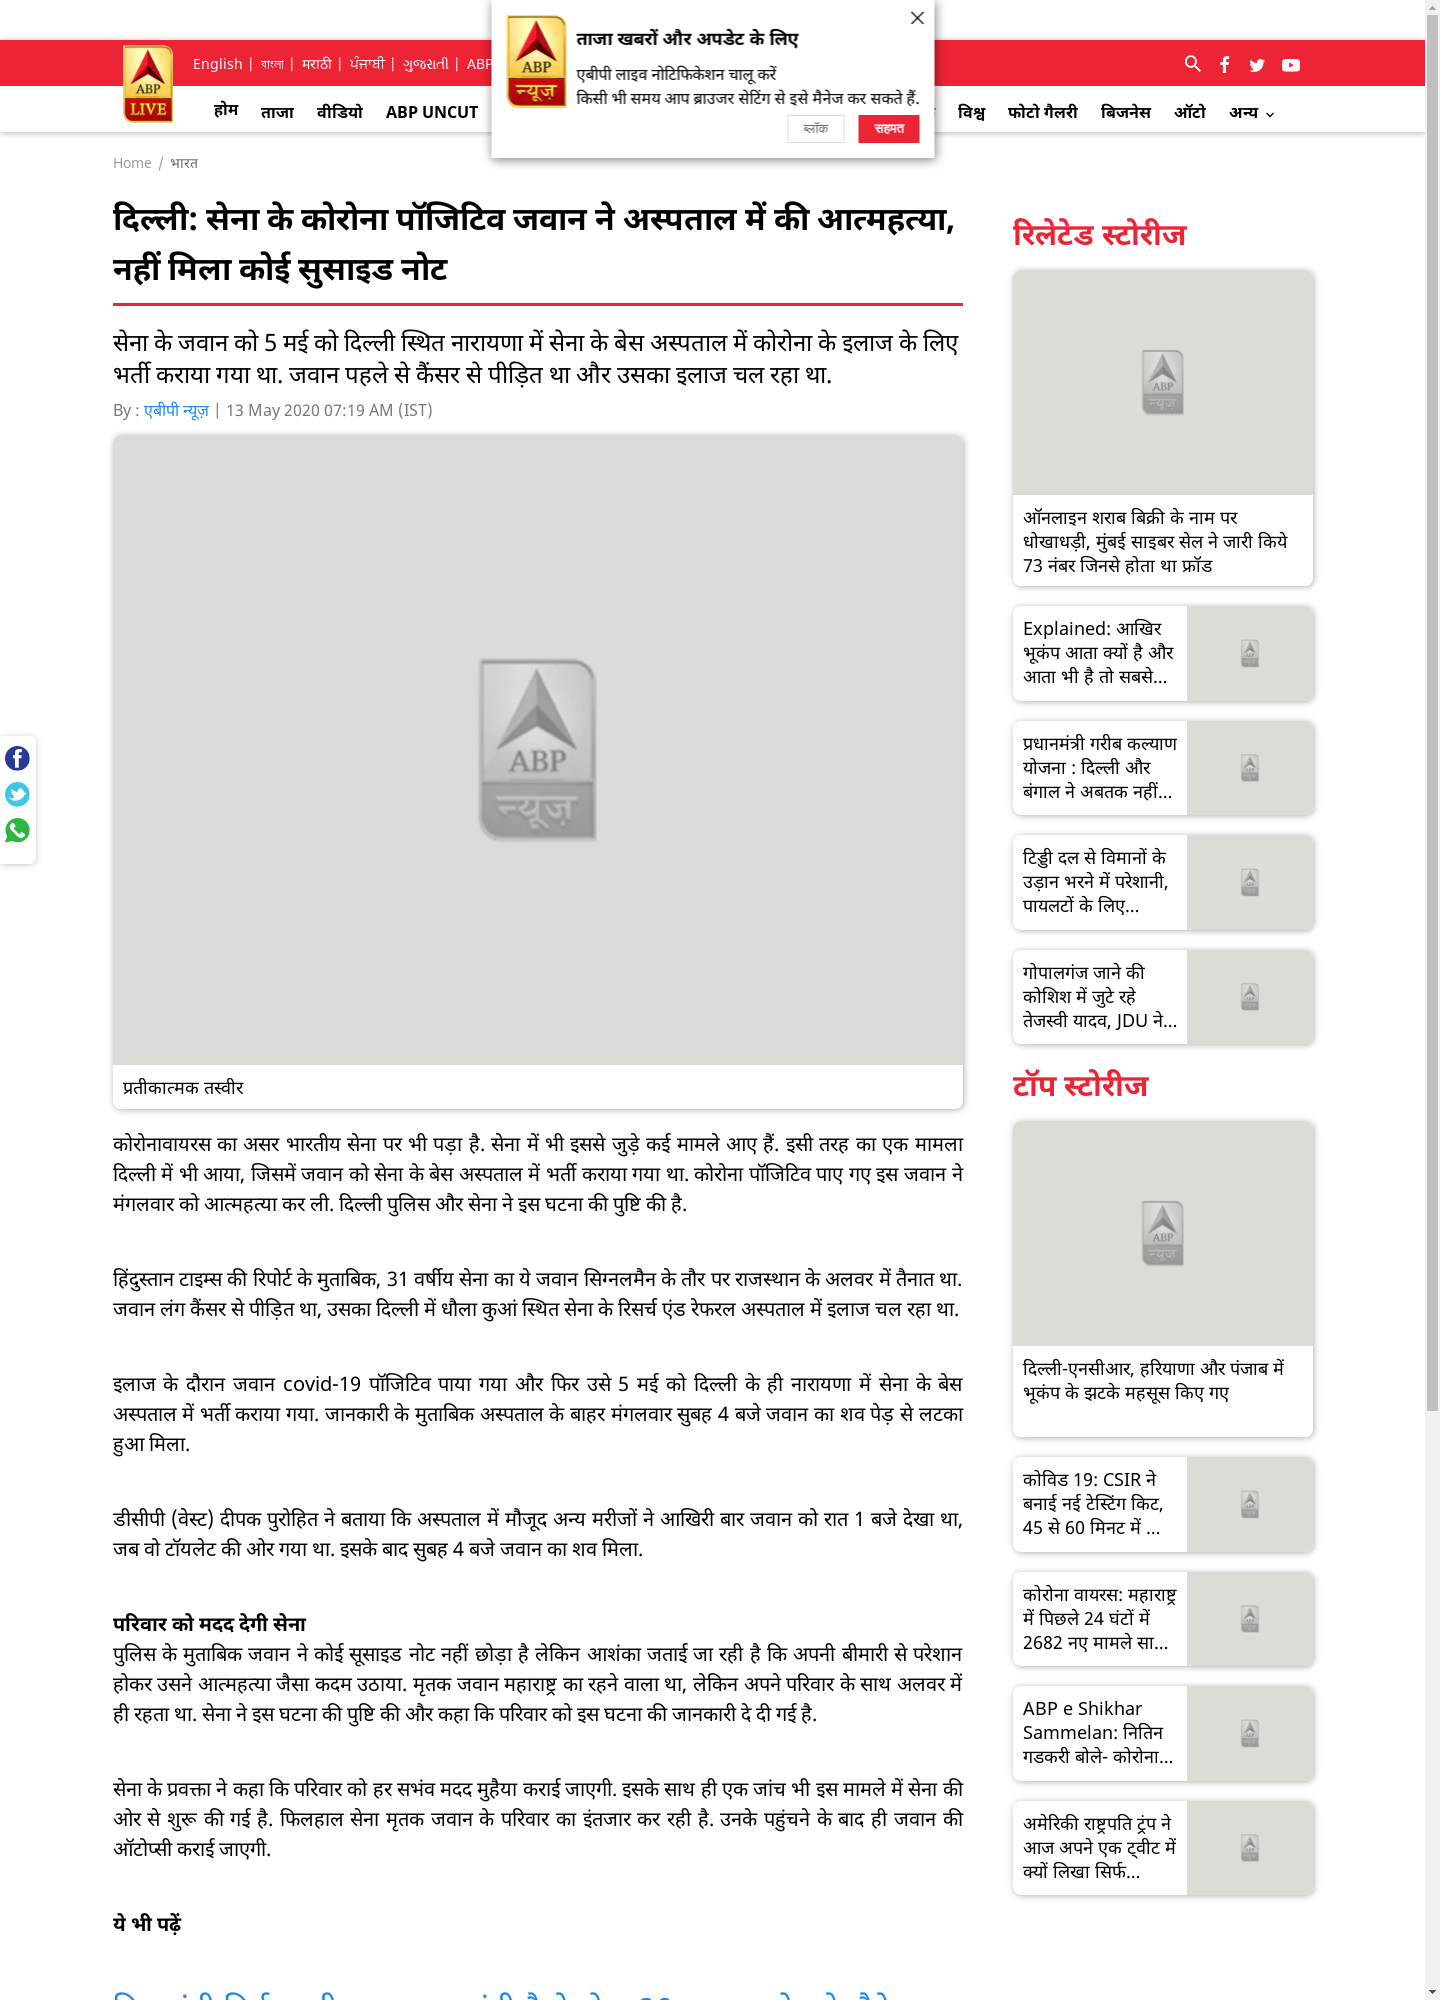 ताजा खबरों और अपडेट के लिए
एबीपी लाइव नोटिफिकेशन चालू करें
किसी भी समय आप ब्राउजर सेटिंग से इसे मैनेज कर सकते हैं.
ब्लॉक
सहमत
ABP
न्यूज़
ABP
LIVE
English | বাংলা | मराठी | ਪੰਜਾਬੀ | ગુજરાતી | ABP
होम ताजा वीडियो ABP UNCUT विश्व फोटो गैलरी बिजनेस ऑटो अन्य
Home / भारत
दिल्ली: सेना के कोरोना पॉजिटिव जवान ने अस्पताल में की आत्महत्या,
नहीं मिला कोई सुसाइड नोट
सेना के जवान को 5 मई को दिल्ली स्थित नारायणा में सेना के बेस अस्पताल में कोरोना के इलाज के लिए
भर्ती कराया गया था. जवान पहले से कैंसर से पीड़ित था और उसका इलाज चल रहा था.
By : एबीपी न्यूज़ | 13 May 2020 07:19 AM (IST)
ABP
न्यूज़
प्रतीकात्मक तस्वीर
कोरोनावायरस का असर भारतीय सेना पर भी पड़ा है. सेना में भी इससे जुड़े कई मामले आए हैं. इसी तरह का एक मामला
दिल्ली में भी आया, जिसमें जवान को सेना के बेस अस्पताल में भर्ती कराया गया था. कोरोना पॉजिटिव पाए गए इस जवान ने
मंगलवार को आत्महत्या कर ली. दिल्ली पुलिस और सेना ने इस घटना की पुष्टि की है.
हिंदुस्तान टाइम्स की रिपोर्ट के मुताबिक, 31 वर्षीय सेना का ये जवान सिग्नलमैन के तौर पर राजस्थान के अलवर में तैनात था.
जवान लंग कैंसर से पीड़ित था, उसका दिल्ली में धौला कुआं स्थित सेना के रिसर्च एंड रेफरल अस्पताल में इलाज चल रहा था.
इलाज के दौरान जवान covid-19 पॉजिटिव पाया गया और फिर उसे 5 मई को दिल्ली के ही नारायणा में सेना के बेस
अस्पताल में भर्ती कराया गया. जानकारी के मुताबिक अस्पताल के बाहर मंगलवार सुबह 4 बजे जवान का शव पेड़ से लटका
हुआ मिला.
डीसीपी (वेस्ट) दीपक पुरोहित ने बताया कि अस्पताल में मौजूद अन्य मरीजों ने आखिरी बार जवान को रात 1 बजे देखा था,
जब वो टॉयलेट की ओर गया था. इसके बाद सुबह 4 बजे जवान का शव मिला.
परिवार को मदद देगी सेना
पुलिस के मुताबिक जवान ने कोई सूसाइड नोट नहीं छोड़ा है लेकिन आशंका जताई जा रही है कि अपनी बीमारी से परेशान
होकर उसने आत्महत्या जैसा कदम उठाया. मृतक जवान महाराष्ट्र का रहने वाला था, लेकिन अपने परिवार के साथ अलवर में
ही रहता था. सेना ने इस घटना की पुष्टि की और कहा कि परिवार को इस घटना की जानकारी दे दी गई है.
सेना के प्रवक्ता ने कहा कि परिवार को हर सभंव मदद मुहैया कराई जाएगी. इसके साथ ही एक जांच भी इस मामले में सेना की
ओर से शुरू की गई है. फिलहाल सेना मृतक जवान के परिवार का इंतजार कर रही है. उनके पहुंचने के बाद ही जवान की
ऑटोप्सी कराई जाएगी.
ये भी पढ़ें
रिलेटेड स्टोरीज
ABP
न्यूज़
ऑनलाइन शराब बिक्री के नाम पर
धोखाधड़ी, मुंबई साइबर सेल ने जारी किये
73 नंबर जिनसे होता था फ्रॉड
Explained: आखिर
भूकंप आता क्यों है और
आता भी है तो सबसे...
प्रधानमंत्री गरीब कल्याण
योजना : दिल्ली और
बंगाल ने अबतक नहीं...
टिड्डी दल से विमानों के
उड़ान भरने में परेशानी,
पायलटों के लिए...
गोपालगंज जाने की
कोशिश में जुटे रहे
तेजस्वी यादव, JDU ने...
टॉप स्टोरीज
ABP
न्यूज़
दिल्ली-एनसीआर, हरियाणा और पंजाब में
भूकंप के झटके महसूस किए गए
कोविड 19: CSIR ने
बनाई नई टेस्टिंग किट,
45 से 60 मिनट में ...
कोरोना वायरस: महाराष्ट्र
में पिछले 24 घंटों में
2682 नए मामले सा...
ABP e Shikhar
Sammelan: नितिन
गडकरी बोले- कोरोना...
अमेरिकी राष्ट्रपति ट्रंप ने
आज अपने एक ट्वीट में
क्यों लिखा सिर्फ...